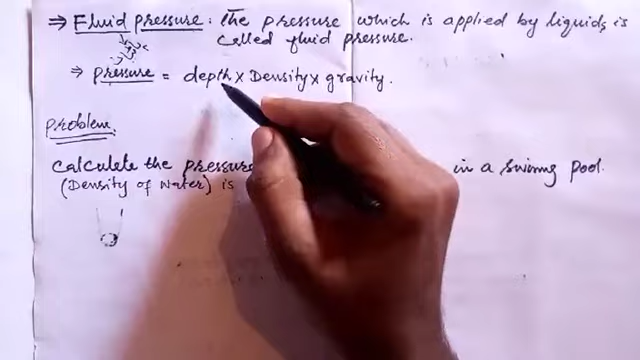 ⇒ Fluid pressure: The pressure which is applied by liquids is
called fluid pressure.
⇒ pressure = depth × Density × gravity.
problem
Calculate the pressure in a swimg pool.
(Density of Water) is